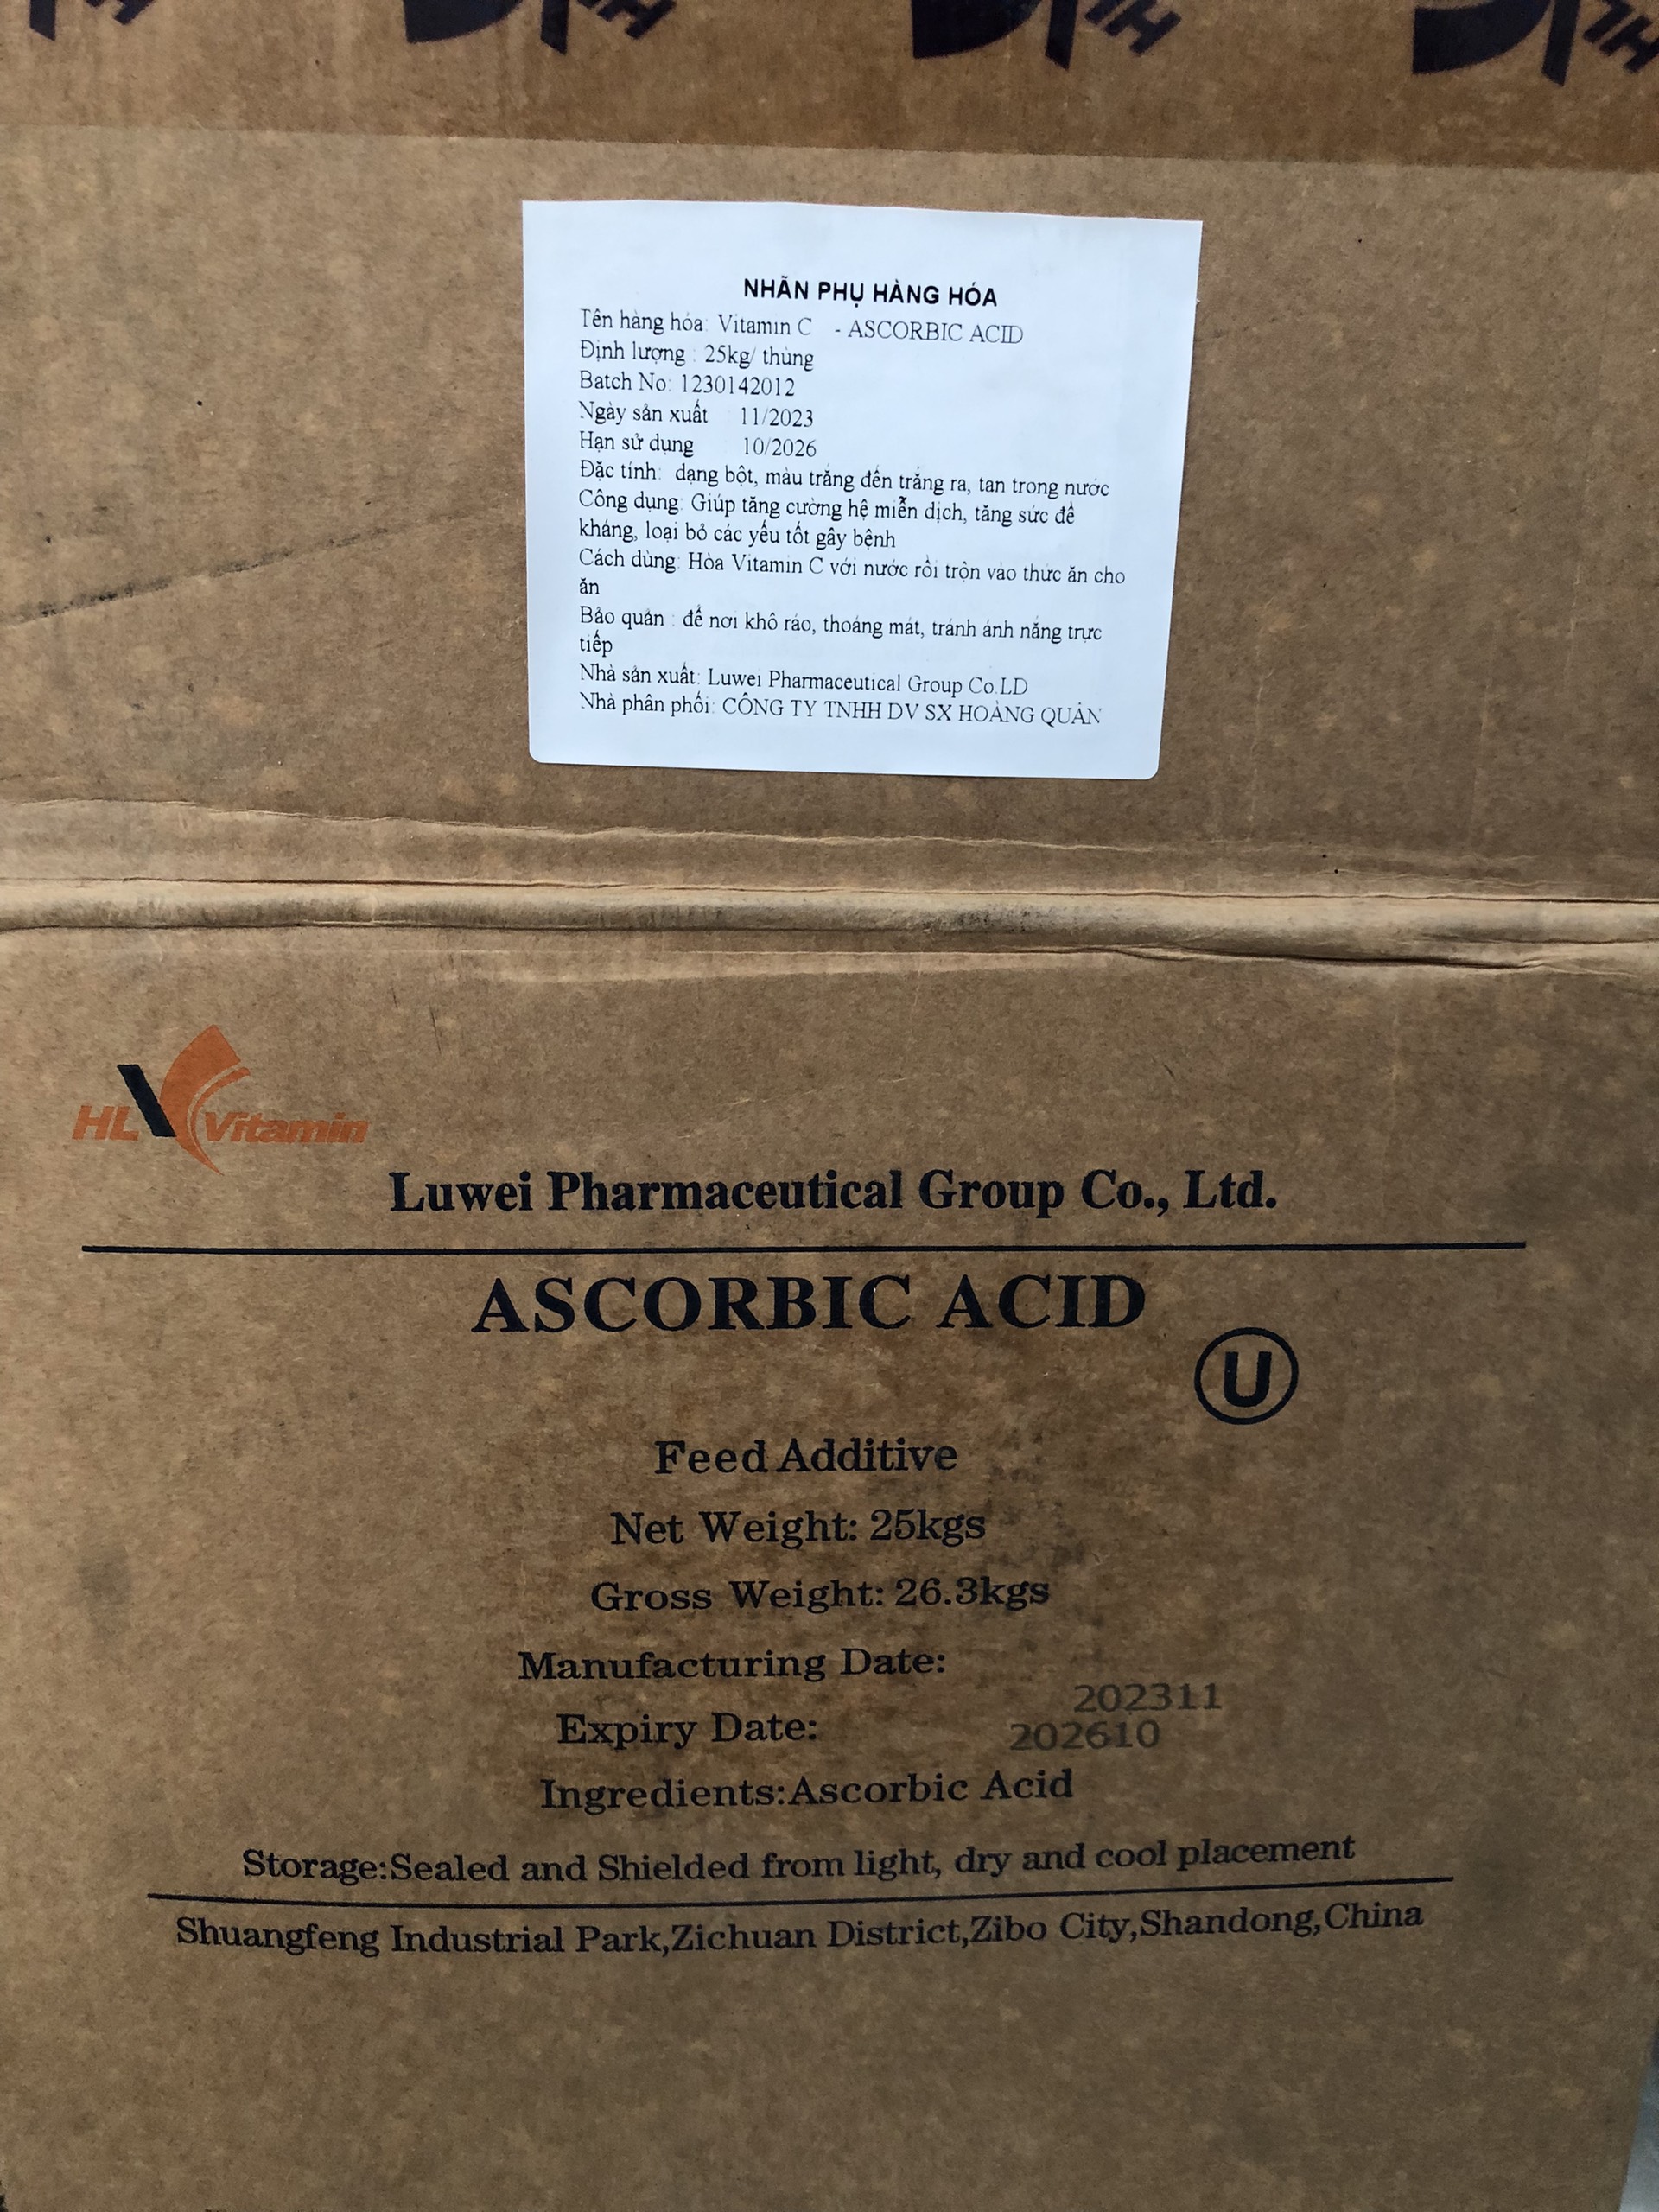 NHÃN PHỤ HÀNG HÓA
Tên hàng hóa: Vitamin C - ASCORBIC ACID
Định lượng : 25kg/ thùng
Batch No: 1230142012
Ngày sản xuất 11/2023
Hạn sử dụng 10/2026
Đặc tính: dạng bột, màu trắng đến trắng ra, tan trong nước
Công dụng: Giúp tăng cường hệ miễn dịch, tăng sức đề
kháng, loại bỏ các yếu tốt gây bệnh
Cách dùng: Hòa Vitamin C với nước rồi trộn vào thức ăn cho
ăn
Bảo quản : để nơi khô ráo, thoáng mát, tránh ánh nắng trực
tiếp
Nhà sản xuất: Luwei Pharmaceutical Group Co.LD
Nhà phân phối: CÔNG TY TNHH DV SX HOÀNG QUÂN
HLV Vitamin
Luwei Pharmaceutical Group Co., Ltd.
ASCORBIC ACID
U
Feed Additive
Net Weight: 25kgs
Gross Weight: 26.3kgs
Manufacturing Date:
202311
Expiry Date:
202610
Ingredients:Ascorbic Acid
Storage:Sealed and Shielded from light, dry and cool placement
Shuangfeng Industrial Park,Zichuan District,Zibo City,Shandong,China